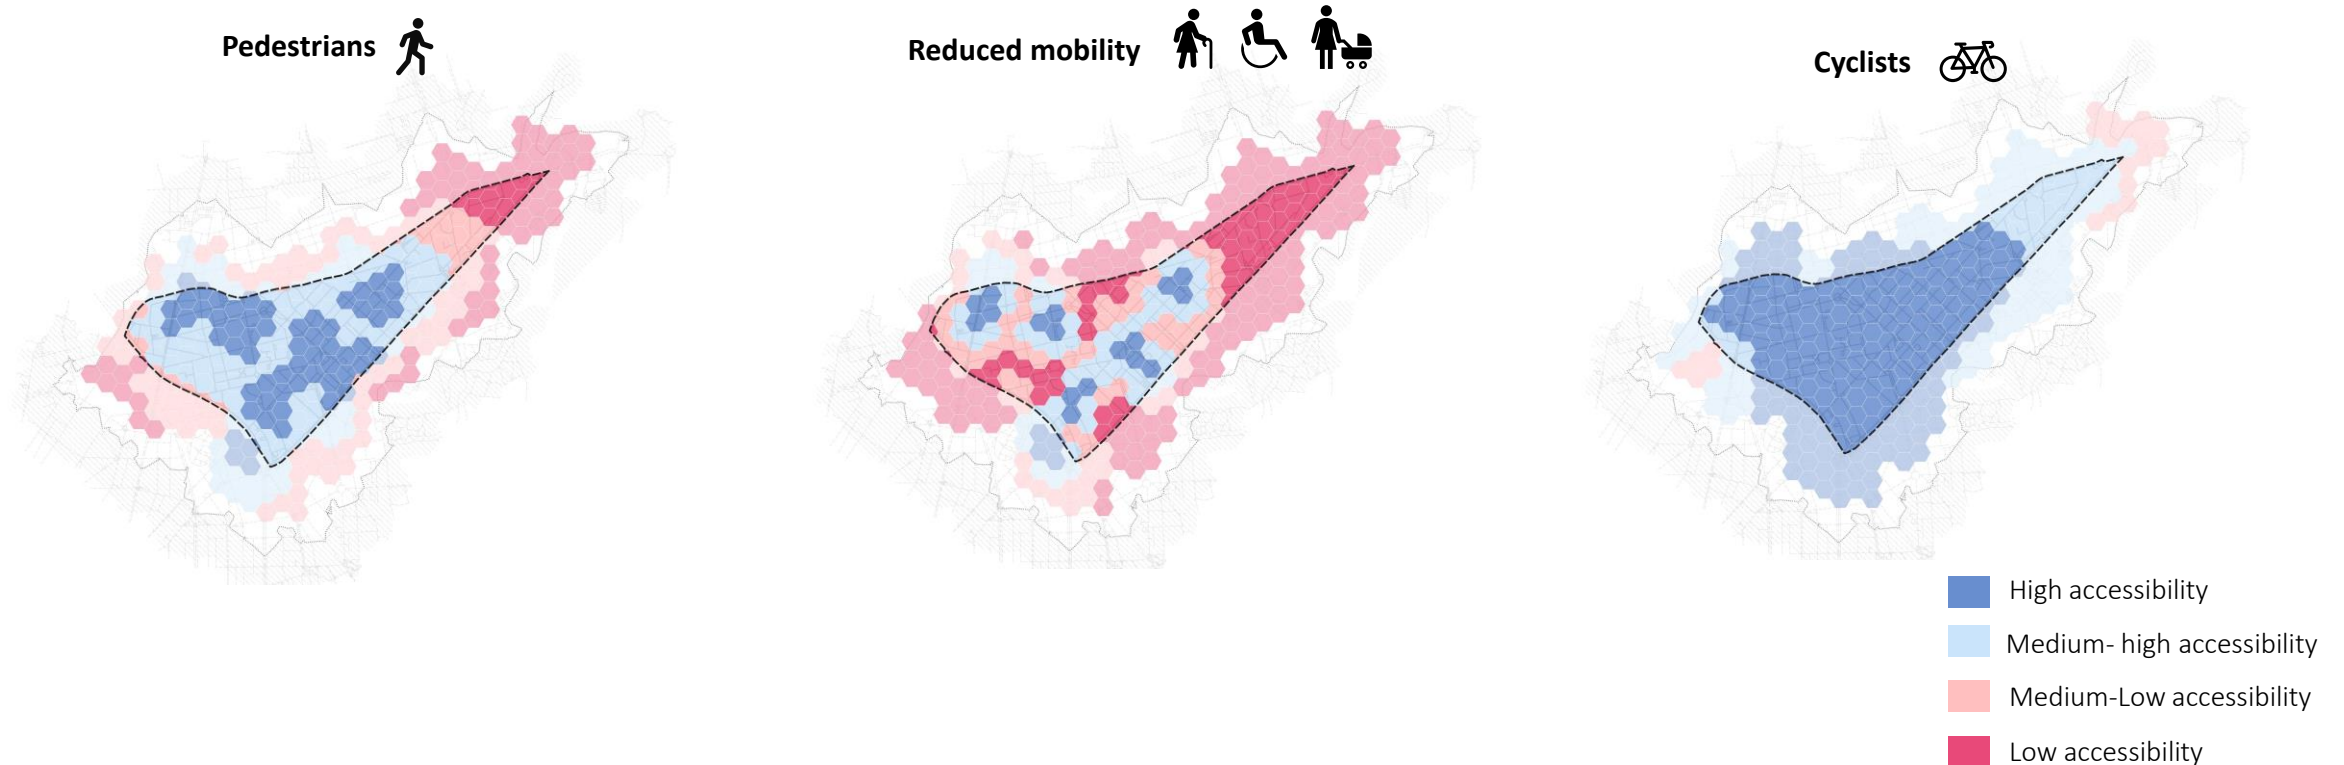 Pedestrians
Reduced mobility
Cyclists
High accessibility
Medium- high accessibility
Medium-Low accessibility
Low accessibility